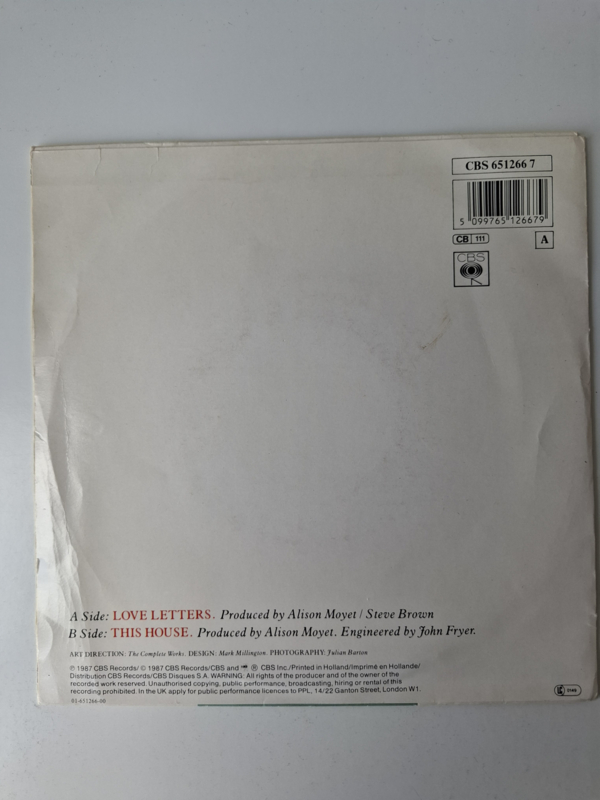 CBS 651266 7
5 099765 126679
CB 111
A
CBS
A Side: LOVE LETTERS. Produced by Alison Moyet / Steve Brown
B Side: THIS HOUSE. Produced by Alison Moyet. Engineered by John Fryer.
ART DIRECTION: The Complete Works. DESIGN: Mark Millington. PHOTOGRAPHY: Julian Barton
℗ 1987 CBS Records/ © 1987 CBS Records/CBS and ® CBS Inc./Printed in Holland/Imprimé en Hollande/
Distribution CBS Records/CBS Disques S.A. WARNING: All rights of the producer and of the owner of the
recorded work reserved. Unauthorised copying, public performance, broadcasting, hiring or rental of this
recording prohibited. In the UK apply for public performance licences to PPL, 14/22 Ganton Street, London W1.
01-651266-00